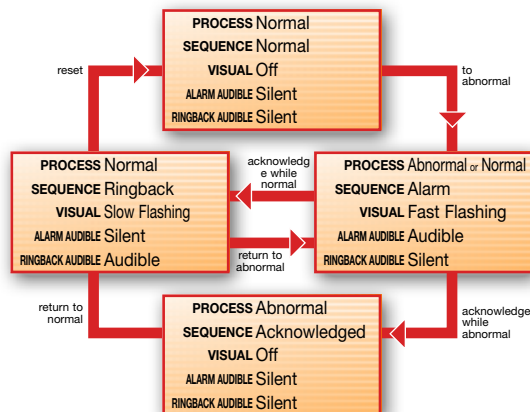 PROCESS Normal
SEQUENCE Normal
VISUAL Off
ALARM AUDIBLE Silent
RINGBACK AUDIBLE Silent
reset
to
abnormal
PROCESS Normal
SEQUENCE Ringback
VISUAL Slow Flashing
ALARM AUDIBLE Silent
RINGBACK AUDIBLE Audible
acknowledg
e while
normal
return to
abnormal
PROCESS Abnormal or Normal
SEQUENCE Alarm
VISUAL Fast Flashing
ALARM AUDIBLE Audible
RINGBACK AUDIBLE Silent
return to
normal
acknowledge
while
abnormal
PROCESS Abnormal
SEQUENCE Acknowledged
VISUAL Off
ALARM AUDIBLE Silent
RINGBACK AUDIBLE Silent